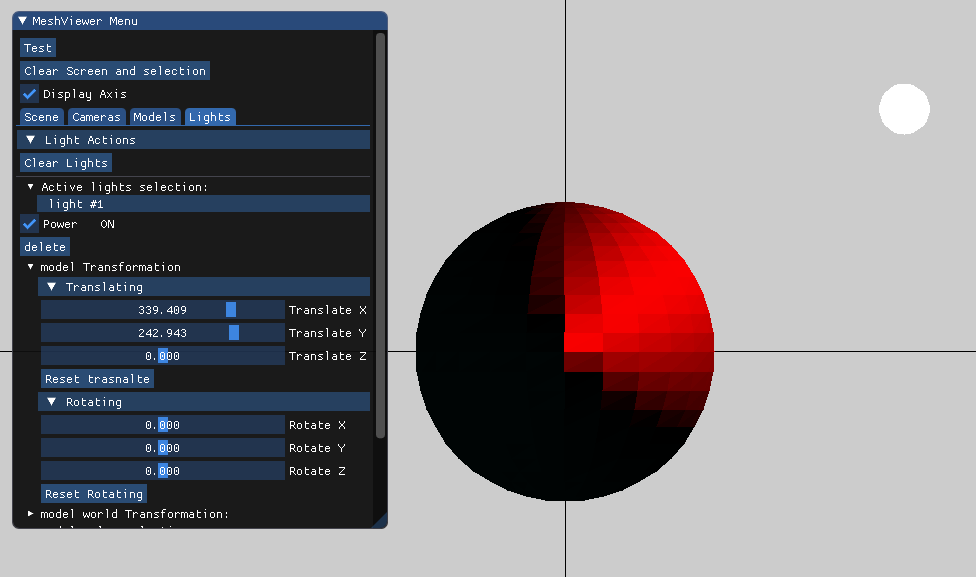 MeshViewer Menu
Test
Clear Screen and selection
Display Axis
Scene Cameras Models Lights
Light Actions
Clear Lights
Active lights selection:
light #1
Power ON
delete
model Transformation
Translating
339.409 Translate X
242.943 Translate Y
0.000 Translate Z
Reset trasnalte
Rotating
0.000 Rotate X
0.000 Rotate Y
0.000 Rotate Z
Reset Rotating
model world Transformation: